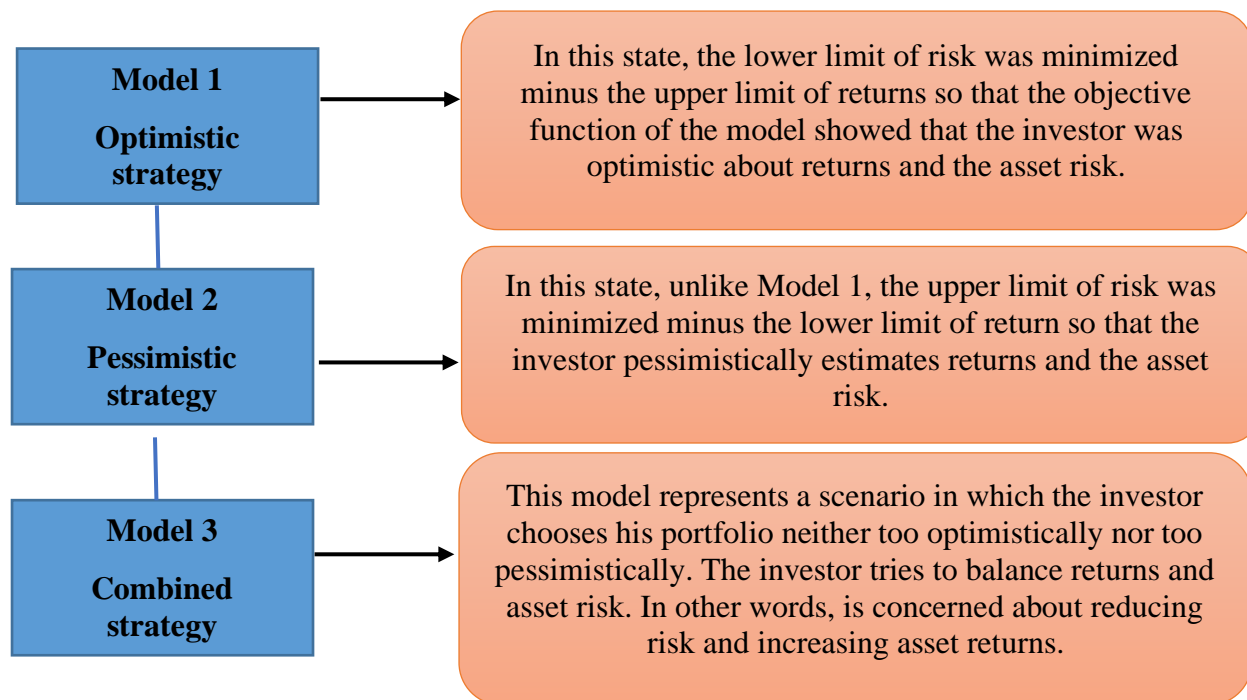 Model 1
Optimistic
strategy
In this state, the lower limit of risk was minimized
minus the upper limit of returns so that the objective
function of the model showed that the investor was
optimistic about returns and the asset risk.
Model 2
Pessimistic
strategy
In this state, unlike Model 1, the upper limit of risk was
minimized minus the lower limit of return so that the
investor pessimistically estimates returns and the asset
risk.
Model 3
Combined
strategy
This model represents a scenario in which the investor
chooses his portfolio neither too optimistically nor too
pessimistically. The investor tries to balance returns and
asset risk. In other words, is concerned about reducing
risk and increasing asset returns.